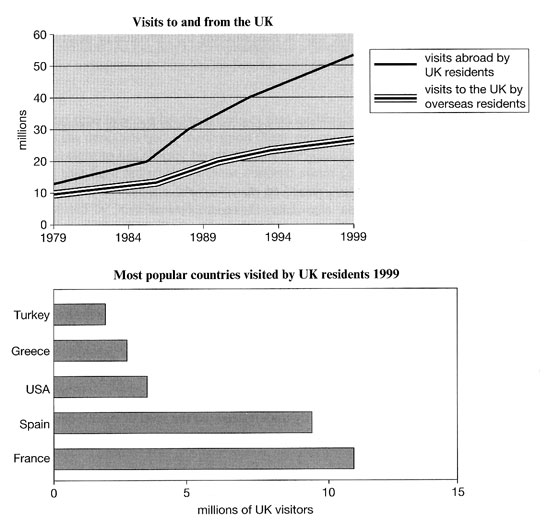 Visits to and from the UK
60
50
40
30
20
10
0
millions
1979
1984
1989
1994
1999
visits abroad by
UK residents
visits to the UK by
overseas residents
Most popular countries visited by UK residents 1999
Turkey
Greece
USA
Spain
France
0
5
10
15
millions of UK visitors